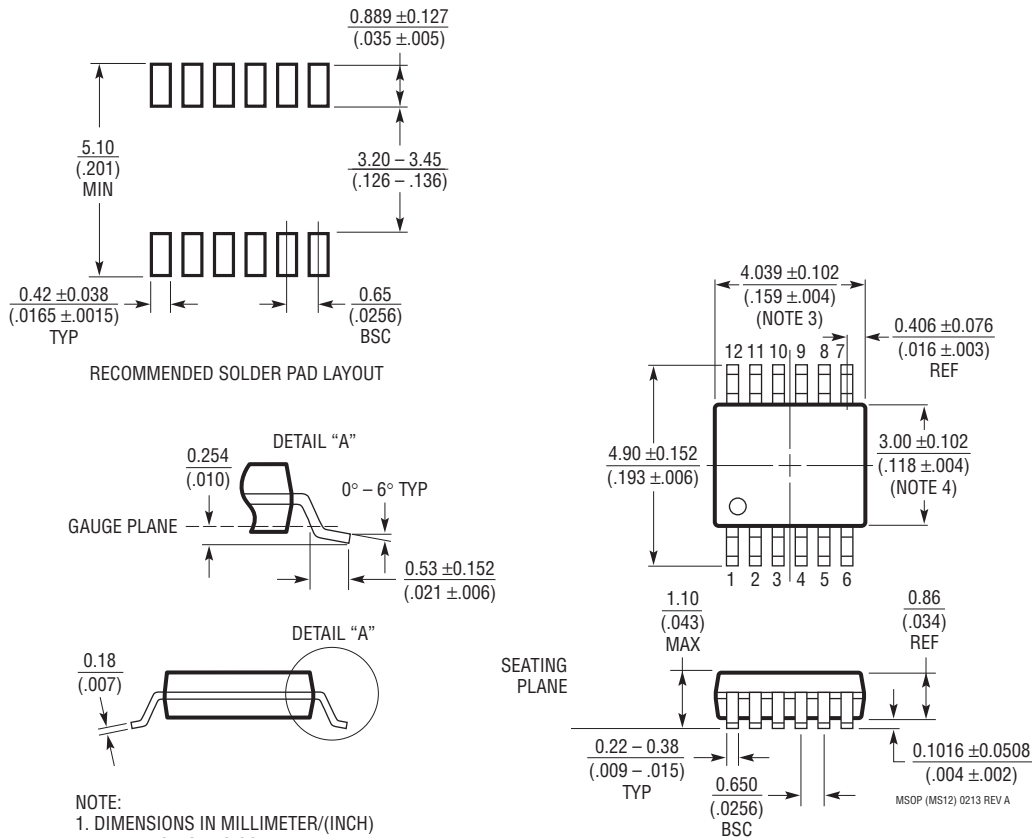 0.889 ±0.127
(.035 ±.005)
5.10
(.201)
MIN
3.20 – 3.45
(.126 – .136)
0.42 ±0.038
(.0165 ±.0015)
TYP
0.65
(.0256)
BSC
RECOMMENDED SOLDER PAD LAYOUT
4.039 ±0.102
(.159 ±.004)
(NOTE 3)
0.406 ±0.076
(.016 ±.003)
REF
12 11 10 9 8 7
4.90 ±0.152
(.193 ±.006)
3.00 ±0.102
(.118 ±.004)
(NOTE 4)
1 2 3 4 5 6
DETAIL “A”
0.254
(.010)
0° – 6° TYP
GAUGE PLANE
0.53 ±0.152
(.021 ±.006)
DETAIL “A”
0.18
(.007)
1.10
(.043)
MAX
0.86
(.034)
REF
SEATING
PLANE
0.22 – 0.38
(.009 – .015)
TYP
0.650
(.0256)
BSC
0.1016 ±0.0508
(.004 ±.002)
MSOP (MS12) 0213 REV A
NOTE:
1. DIMENSIONS IN MILLIMETER/(INCH)